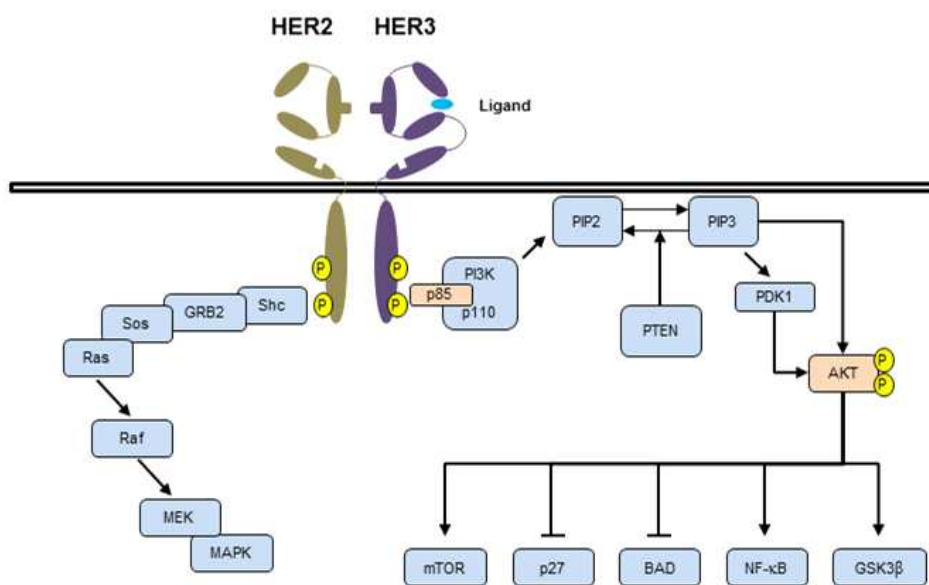 HER2 HER3
Ligand
PIP2 PIP3
P P
PI3K
p85
p110
P P
PDK1
Shc
GRB2
Sos
PTEN
Ras
P
AKT
P
Raf
MEK
MAPK
mTOR p27 BAD NF-κB GSK3β